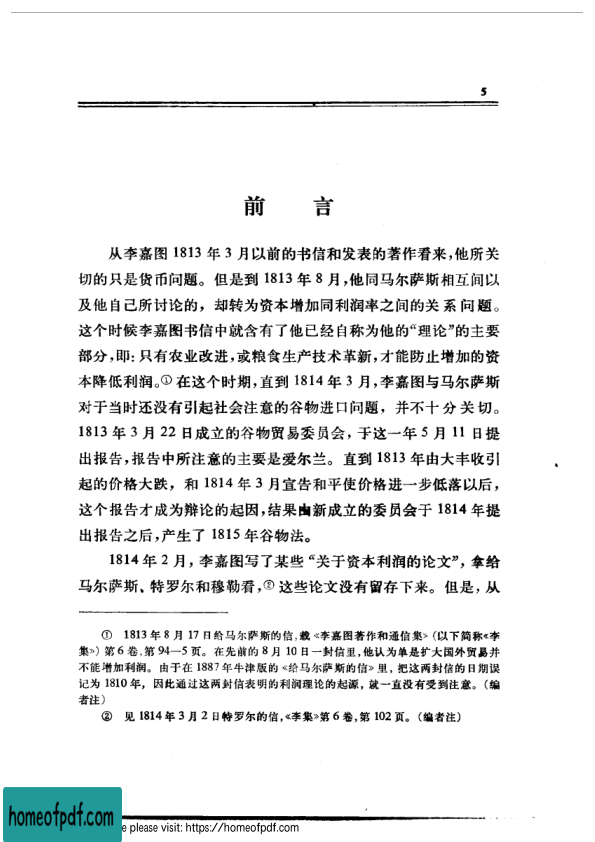 5
前 言
从李嘉图 1813 年 3 月以前的书信和发表的著作看来,他所关
切的只是货币问题。但是到 1813 年 8 月,他同马尔萨斯相互间以
及他自己所讨论的,却转为资本增加同利润率之间的关系问题。
这个时候李嘉图书信中就含有了他已经自称为他的“理论”的主要
部分,即:只有农业改进,或粮食生产技术革新,才能防止增加的资
本降低利润。①在这个时期,直到 1814 年 3 月,李嘉图与马尔萨斯
对于当时还没有引起社会注意的谷物进口问题,并不十分关切。
1813 年 3 月 22 日成立的谷物贸易委员会,于这一年 5 月 11 日提
出报告,报告中所注意的主要是爱尔兰。直到 1813 年由大丰收引
起的价格大跌,和 1814 年 3 月宣告和平使价格进一步低落以后,
这个报告才成为辩论的起因,结果由新成立的委员会于 1814 年提
出报告之后,产生了 1815 年谷物法。
1814 年 2 月,李嘉图写了某些“关于资本利润的论文”,拿给
马尔萨斯、特罗尔和穆勒看,②这些论文没有留存下来。但是,从
① 1813 年 8 月 17 日给马尔萨斯的信,载《李嘉图著作和通信集》(以下简称《李
集》)第 6 卷,第 94—5 页。在先前的 8 月 10 日一封信里,他认为单是扩大国外贸易并
不能增加利润。由于在 1887 年牛津版的《给马尔萨斯的信》里,把这两封信的日期误
记为 1810 年,因此通过这两封信表明的利润理论的起源,就一直没有受到注意。(编
者注)
② 见 1814 年 3 月 2 日特罗尔的信,《李集》第 6 卷,第 102 页。(编者注)
homeofpdf.com
e please visit: https://homeofpdf.com